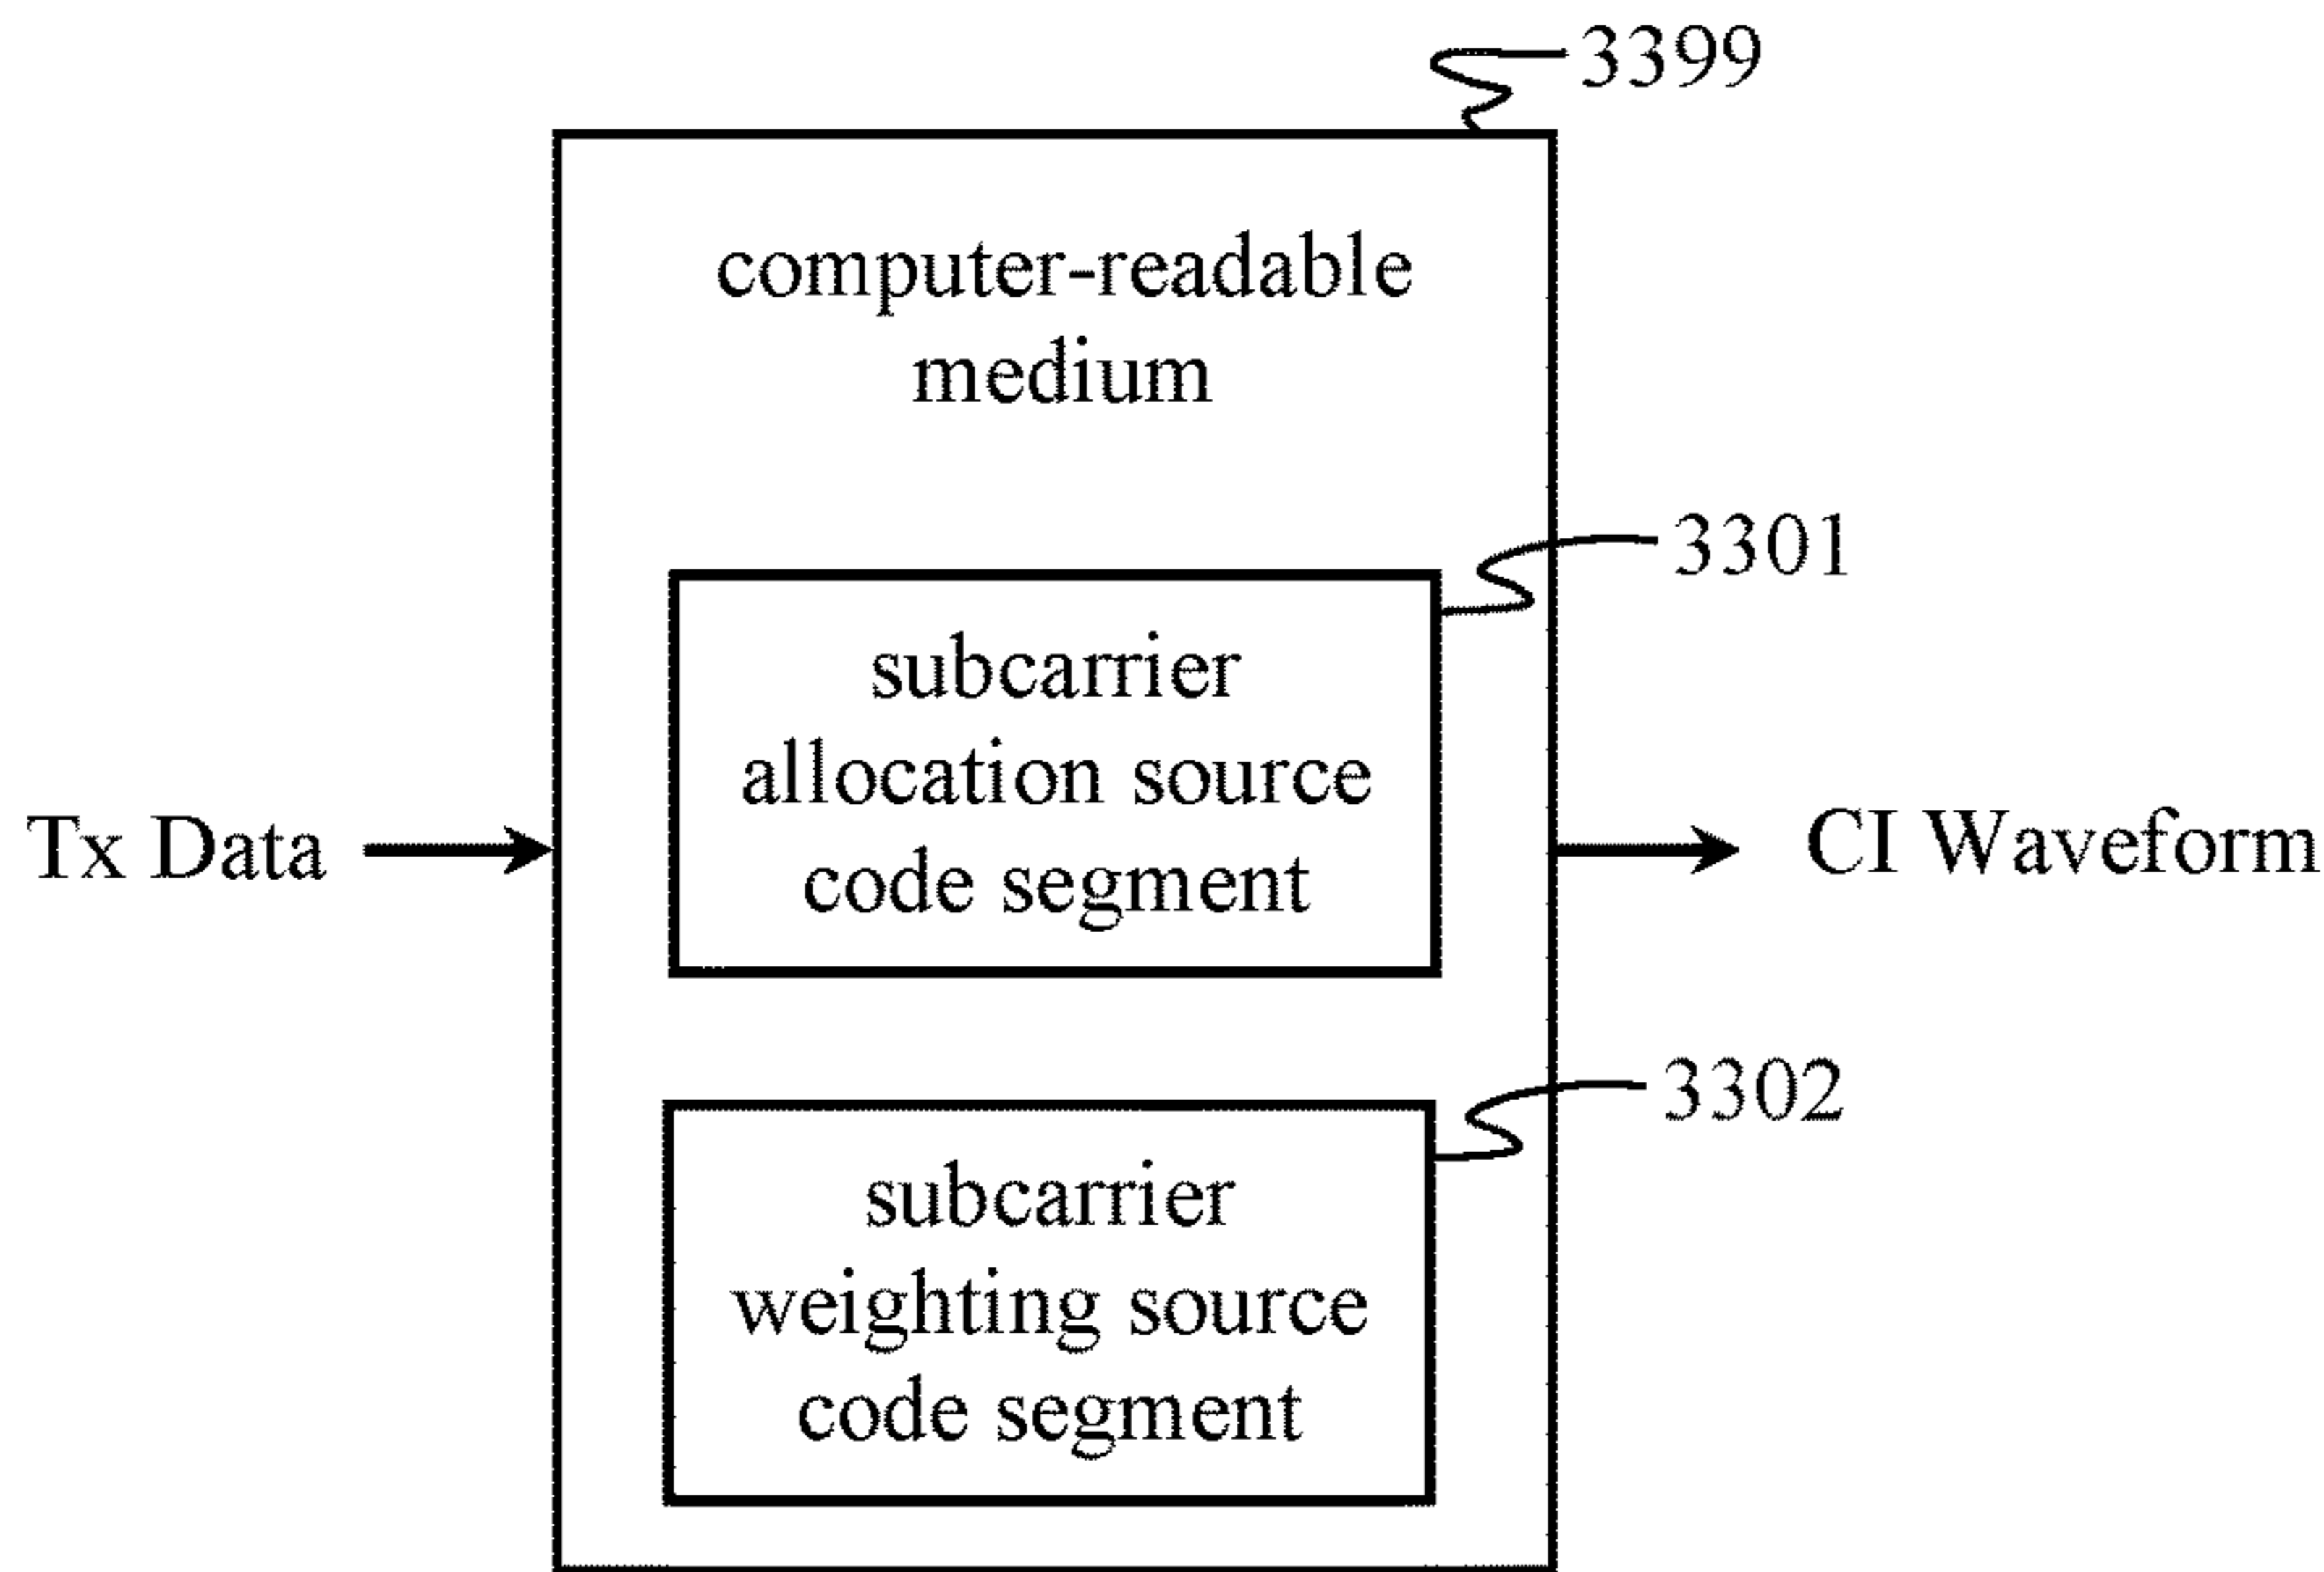 3399
computer-readable
medium
3301
subcarrier
allocation source
code segment
Tx Data
CI Waveform
3302
subcarrier
weighting source
code segment